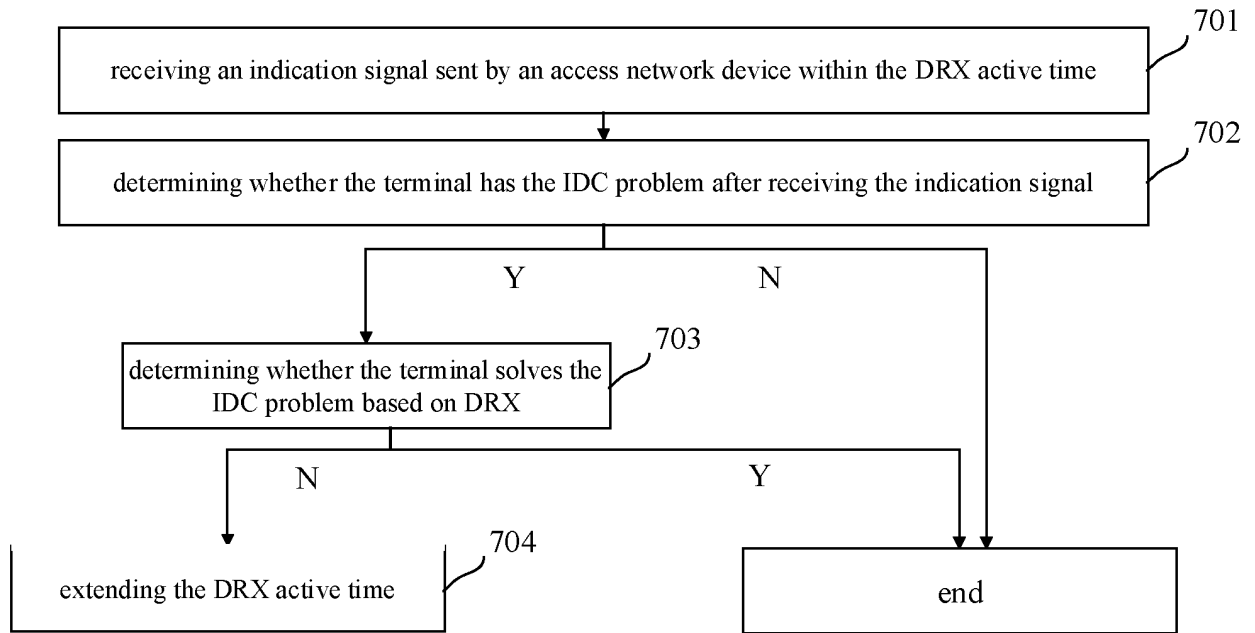 701
receiving an indication signal sent by an access network device within the DRX active time
702
determining whether the terminal has the IDC problem after receiving the indication signal
Y
N
703
determining whether the terminal solves the
IDC problem based on DRX
N
Y
704
extending the DRX active time
end